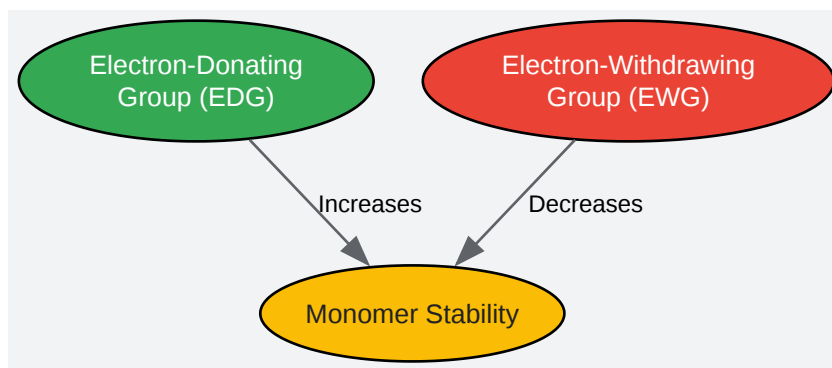 Electron-Donating
Group (EDG)
Electron-Withdrawing
Group (EWG)
Increases
Decreases
Monomer Stability